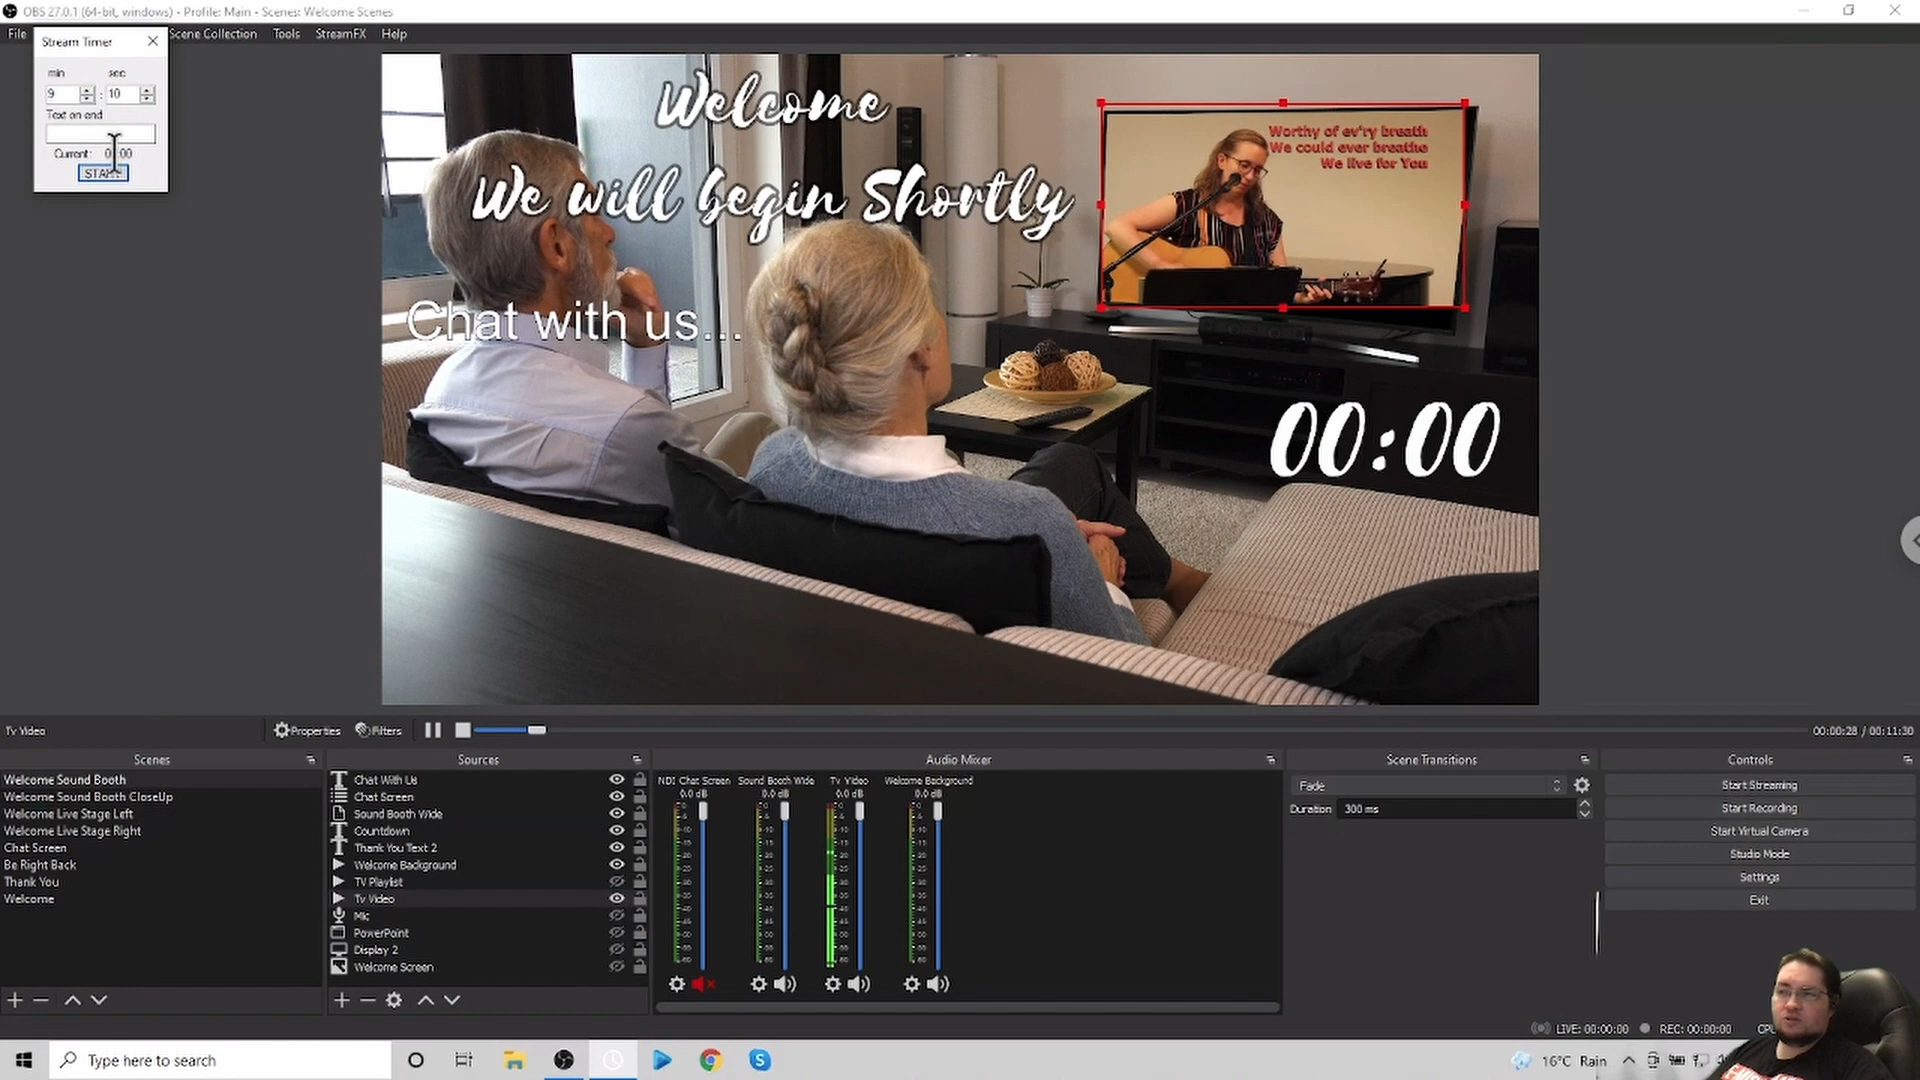 OBS 27.0.1 (64-bit, windows) - Profile: Main - Scenes: Welcome Scenes
File
Scene Collection
Tools
StreamFX
Help
Stream Timer
min
sec
9
:
10
Text on end
Current:
START
Welcome
We will begin Shortly
Chat with us...
Worthy of ev'ry breath
We could ever breathe
We live for You
00:00
Tv Video
Properties
Filters
00:00:28 / 00:11:30
Scenes
Welcome Sound Booth
Welcome Sound Booth CloseUp
Welcome Live Stage Left
Welcome Live Stage Right
Chat Screen
Be Right Back
Thank You
Welcome
Sources
Chat With Us
Chat Screen
Sound Booth Wide
Countdown
Thank You Text 2
Welcome Background
TV Playlist
Tv Video
Mic
PowerPoint
Display 2
Welcome Screen
Audio Mixer
NDI Chat Screen
0.0 dB
Sound Booth Wide
0.0 dB
Tv Video
0.0 dB
Welcome Background
0.0 dB
Scene Transitions
Fade
Duration
300 ms
Controls
Start Streaming
Start Recording
Start Virtual Camera
Studio Mode
Settings
Exit
LIVE: 00:00:00
REC: 00:00:00
Type here to search
16°C Rain